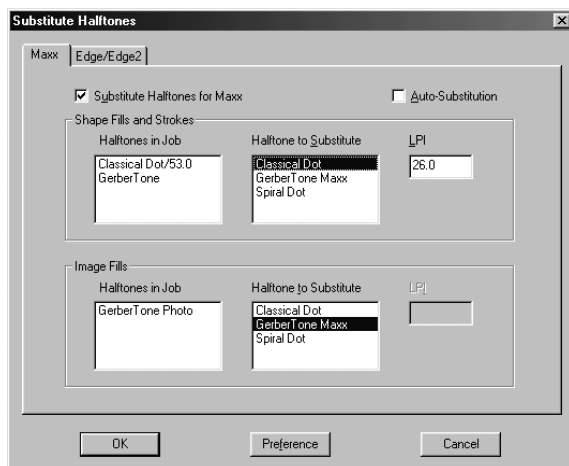 Substitute Halftones
Maxx Edge/Edge2
Substitute Halftones for Maxx Auto-Substitution
Shape Fills and Strokes
Halftones in Job Halftone to Substitute LPI
Classical Dot/53.0 Classical Dot 26.0
GerberTone GerberTone Maxx
Spiral Dot
Image Fills
Halftones in Job Halftone to Substitute LPI
GerberTone Photo Classical Dot
GerberTone Maxx
Spiral Dot
OK Preference Cancel